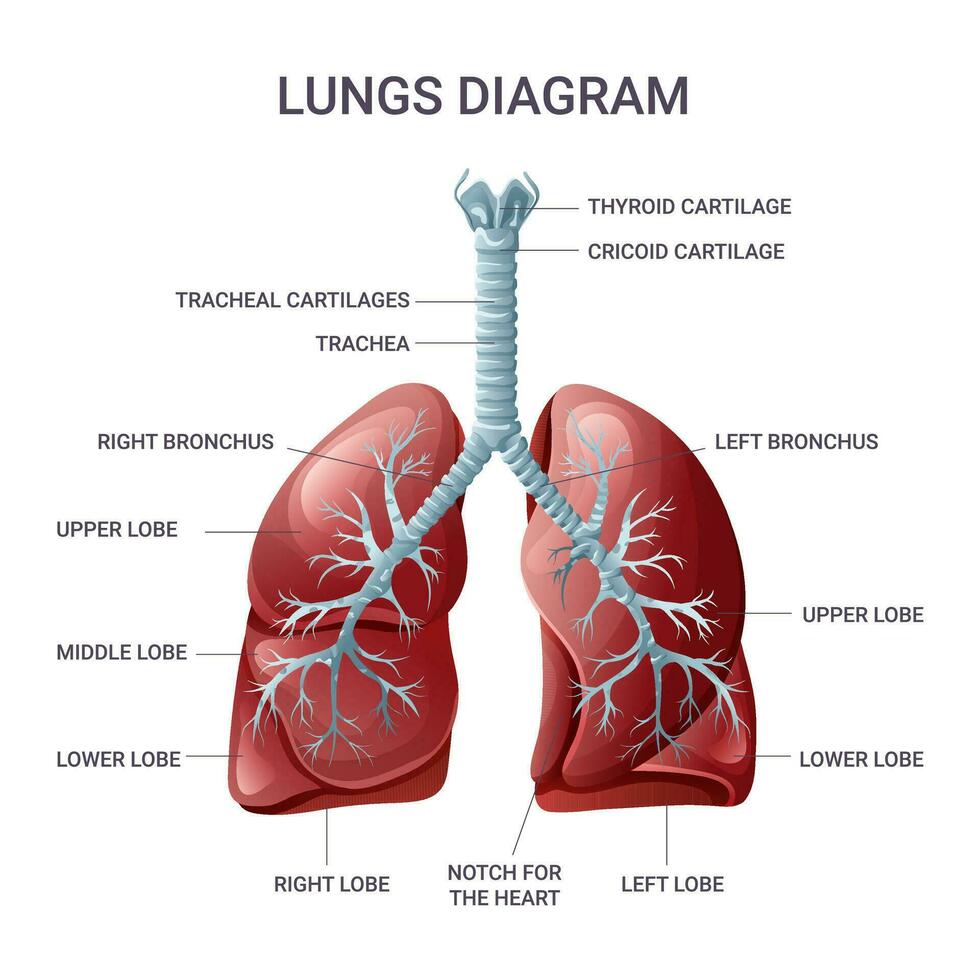 LUNGS DIAGRAM
THYROID CARTILAGE
CRICOID CARTILAGE
TRACHEAL CARTILAGES
TRACHEA
RIGHT BRONCHUS
LEFT BRONCHUS
UPPER LOBE
UPPER LOBE
MIDDLE LOBE
LOWER LOBE
LOWER LOBE
RIGHT LOBE
NOTCH FOR
THE HEART
LEFT LOBE